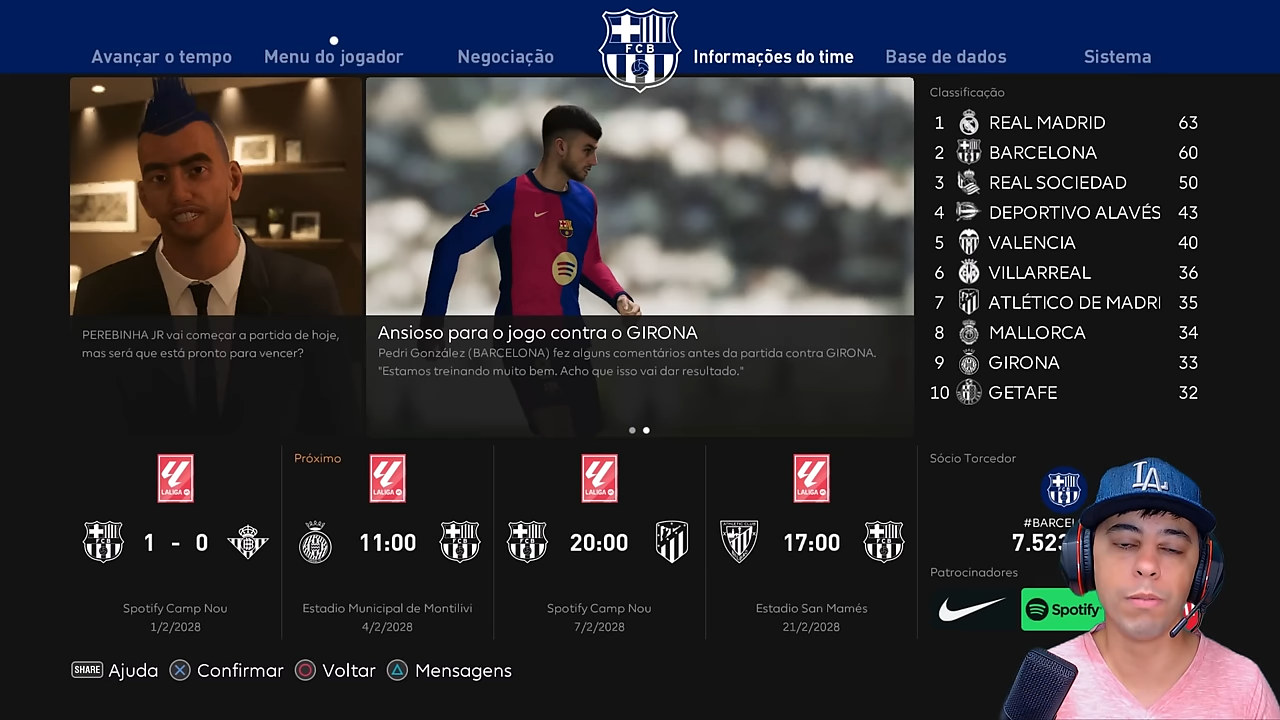 Avançar o tempo
Menu do jogador
Negociação
FCB
Informações do time
Base de dados
Sistema
PEREBINHA JR vai começar a partida de hoje,
mas será que está pronto para vencer?
Ansioso para o jogo contra o GIRONA
Pedri González (BARCELONA) fez alguns comentários antes da partida contra GIRONA.
"Estamos treinando muito bem. Acho que isso vai dar resultado."
Classificação
1 REAL MADRID 63
2 BARCELONA 60
3 REAL SOCIEDAD 50
4 DEPORTIVO ALAVÉS 43
5 VALENCIA 40
6 VILLARREAL 36
7 ATLÉTICO DE MADRI 35
8 MALLORCA 34
9 GIRONA 33
10 GETAFE 32
LALIGA
1 - 0
Spotify Camp Nou
1/2/2028
Próximo
LALIGA
11:00
Estadio Municipal de Montilivi
4/2/2028
LALIGA
20:00
Spotify Camp Nou
7/2/2028
LALIGA
17:00
Estadio San Mamés
21/2/2028
Sócio Torcedor
#BARCEL
7.523
Patrocinadores
Spotify
LA
SHARE Ajuda
Confirmar
Voltar
Mensagens